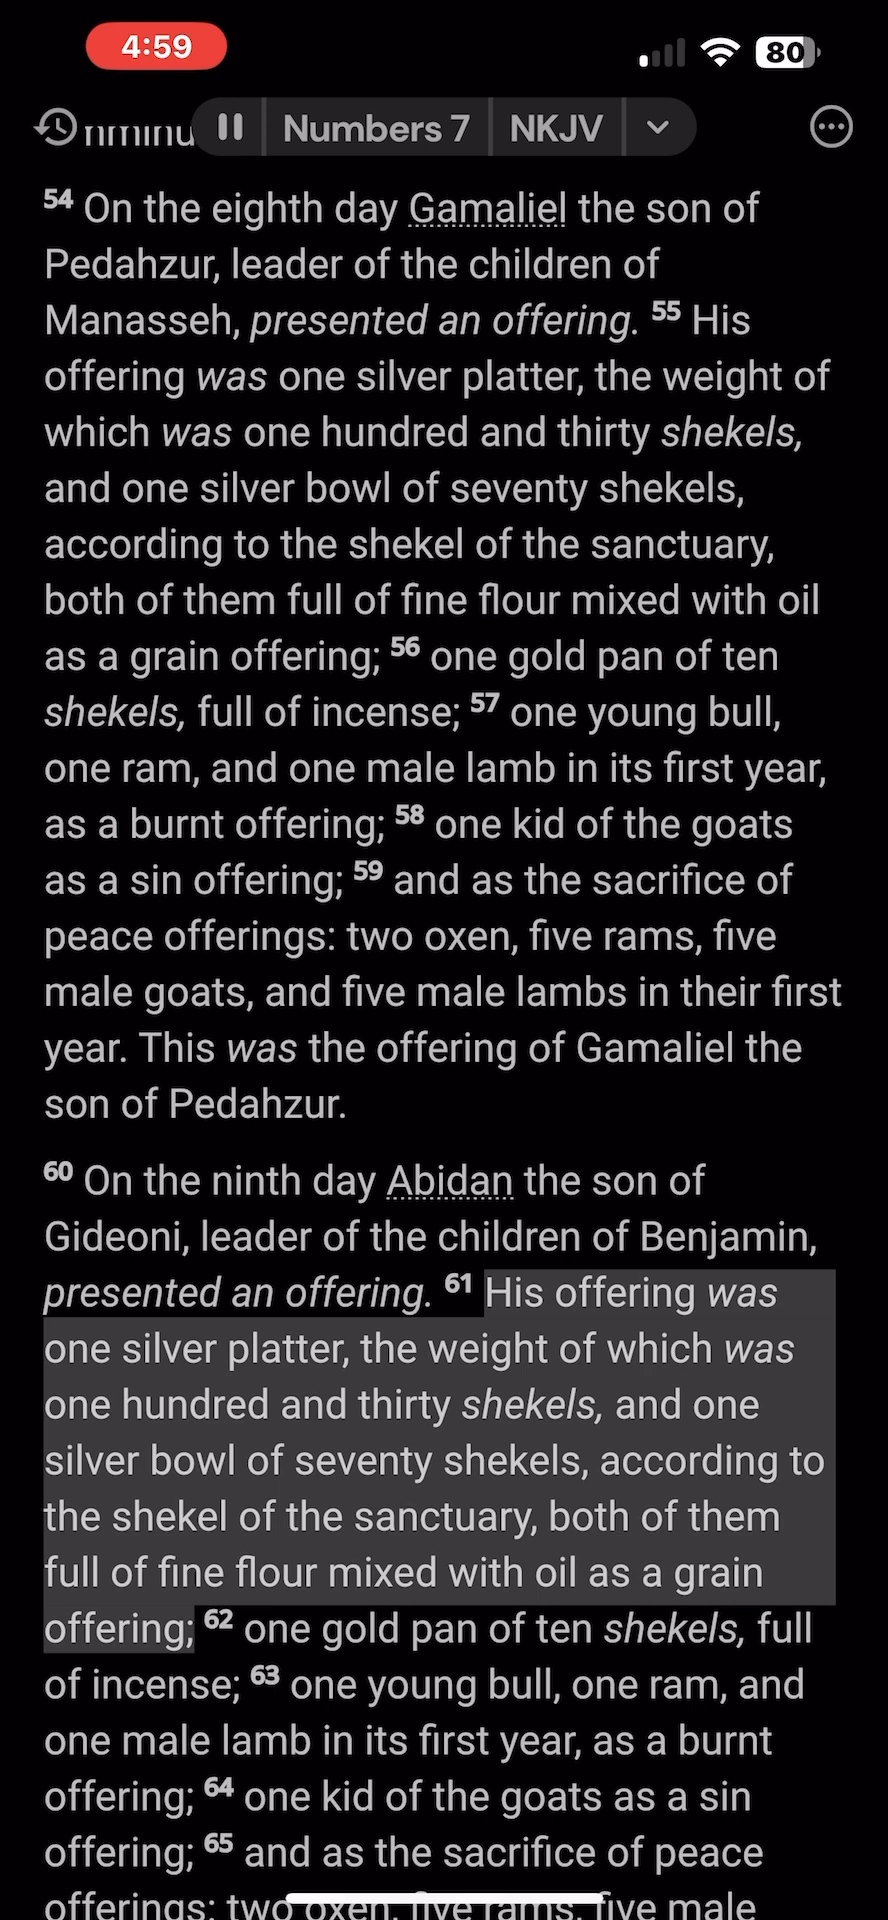 4:59
80
Numbers 7 NKJV
54 On the eighth day Gamaliel the son of
Pedahzur, leader of the children of
Manasseh, presented an offering. 55 His
offering was one silver platter, the weight of
which was one hundred and thirty shekels,
and one silver bowl of seventy shekels,
according to the shekel of the sanctuary,
both of them full of fine flour mixed with oil
as a grain offering; 56 one gold pan of ten
shekels, full of incense; 57 one young bull,
one ram, and one male lamb in its first year,
as a burnt offering; 58 one kid of the goats
as a sin offering; 59 and as the sacrifice of
peace offerings: two oxen, five rams, five
male goats, and five male lambs in their first
year. This was the offering of Gamaliel the
son of Pedahzur.
60 On the ninth day Abidan the son of
Gideoni, leader of the children of Benjamin,
presented an offering. 61 His offering was
one silver platter, the weight of which was
one hundred and thirty shekels, and one
silver bowl of seventy shekels, according to
the shekel of the sanctuary, both of them
full of fine flour mixed with oil as a grain
offering; 62 one gold pan of ten shekels, full
of incense; 63 one young bull, one ram, and
one male lamb in its first year, as a burnt
offering; 64 one kid of the goats as a sin
offering; 65 and as the sacrifice of peace
offerings: two oxen, five rams, five male